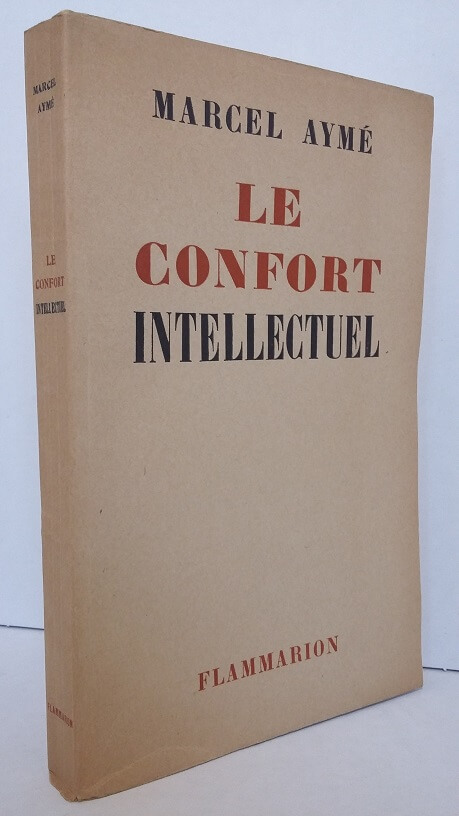 MARCEL AYMÉ
LE
CONFORT
INTELLECTUEL
FLAMMARION
MARCEL
AYMÉ
LE
CONFORT
INTELLECTUEL
FLAMMARION